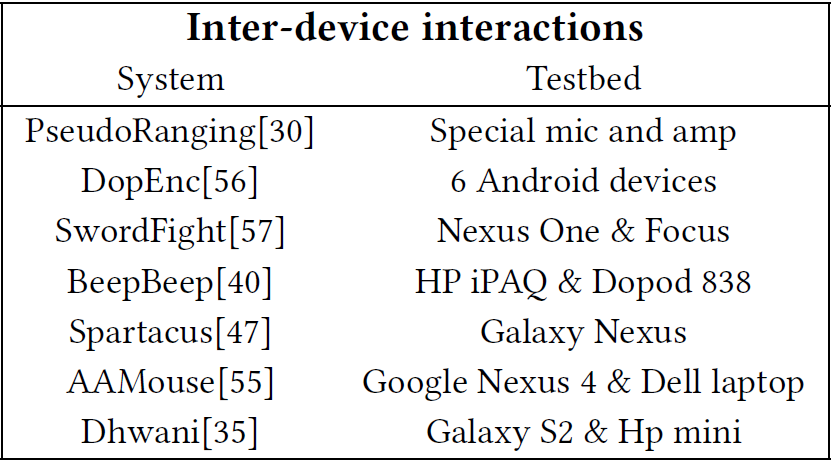 Inter-device interactions
System Testbed
PseudoRanging[30] Special mic and amp
DopEnc[56] 6 Android devices
SwordFight[57] Nexus One & Focus
BeepBeep[40] HP iPAQ & Dopod 838
Spartacus[47] Galaxy Nexus
AAMouse[55] Google Nexus 4 & Dell laptop
Dhwani[35] Galaxy S2 & Hp mini